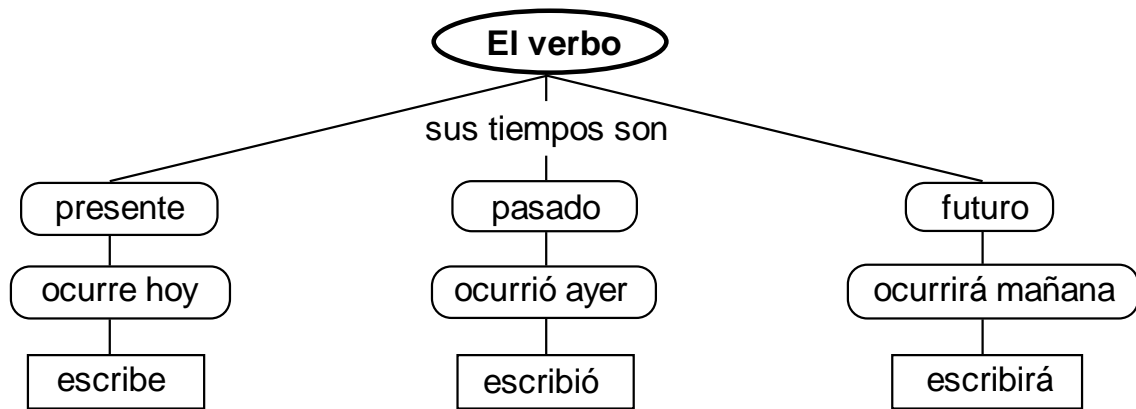 El verbo
sus tiempos son
presente pasado futuro
ocurre hoy ocurrió ayer ocurrirá mañana
escribe escribió escribirá